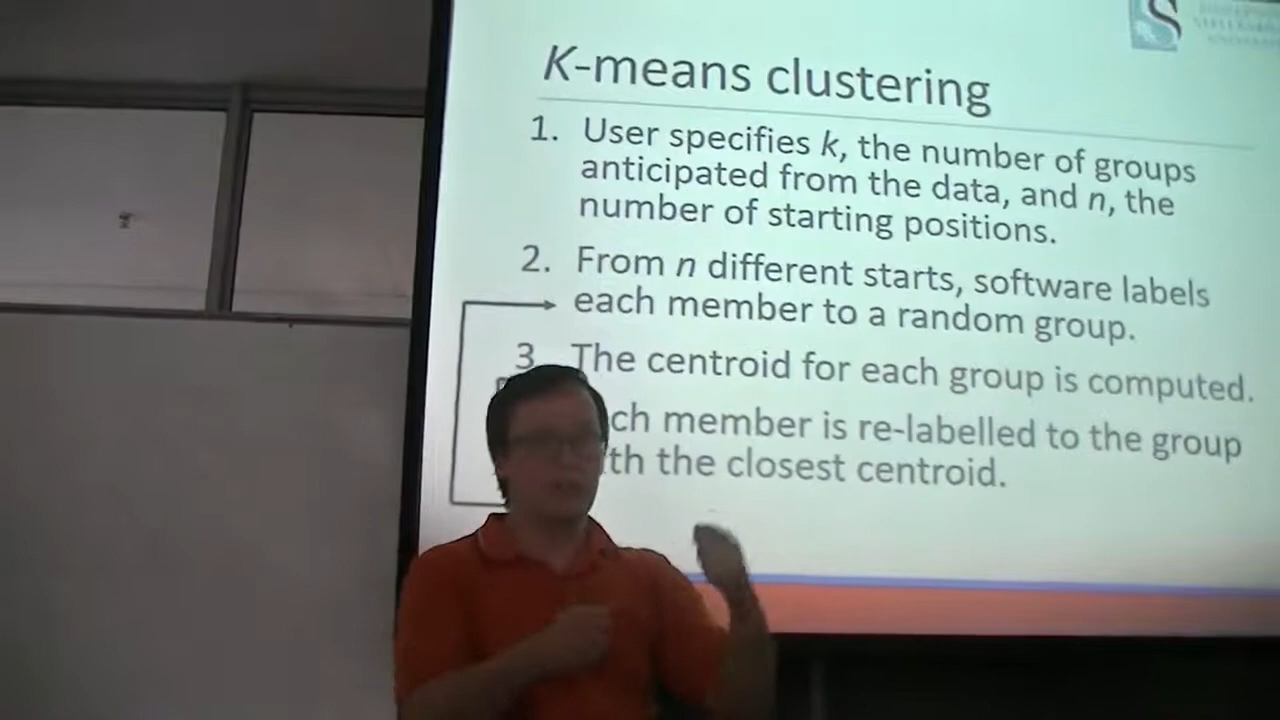 S
K-means clustering
1. User specifies k, the number of groups
anticipated from the data, and n, the
number of starting positions.
2. From n different starts, software labels
each member to a random group.
3 The centroid for each group is computed.
ch member is re-labelled to the group
th the closest centroid.